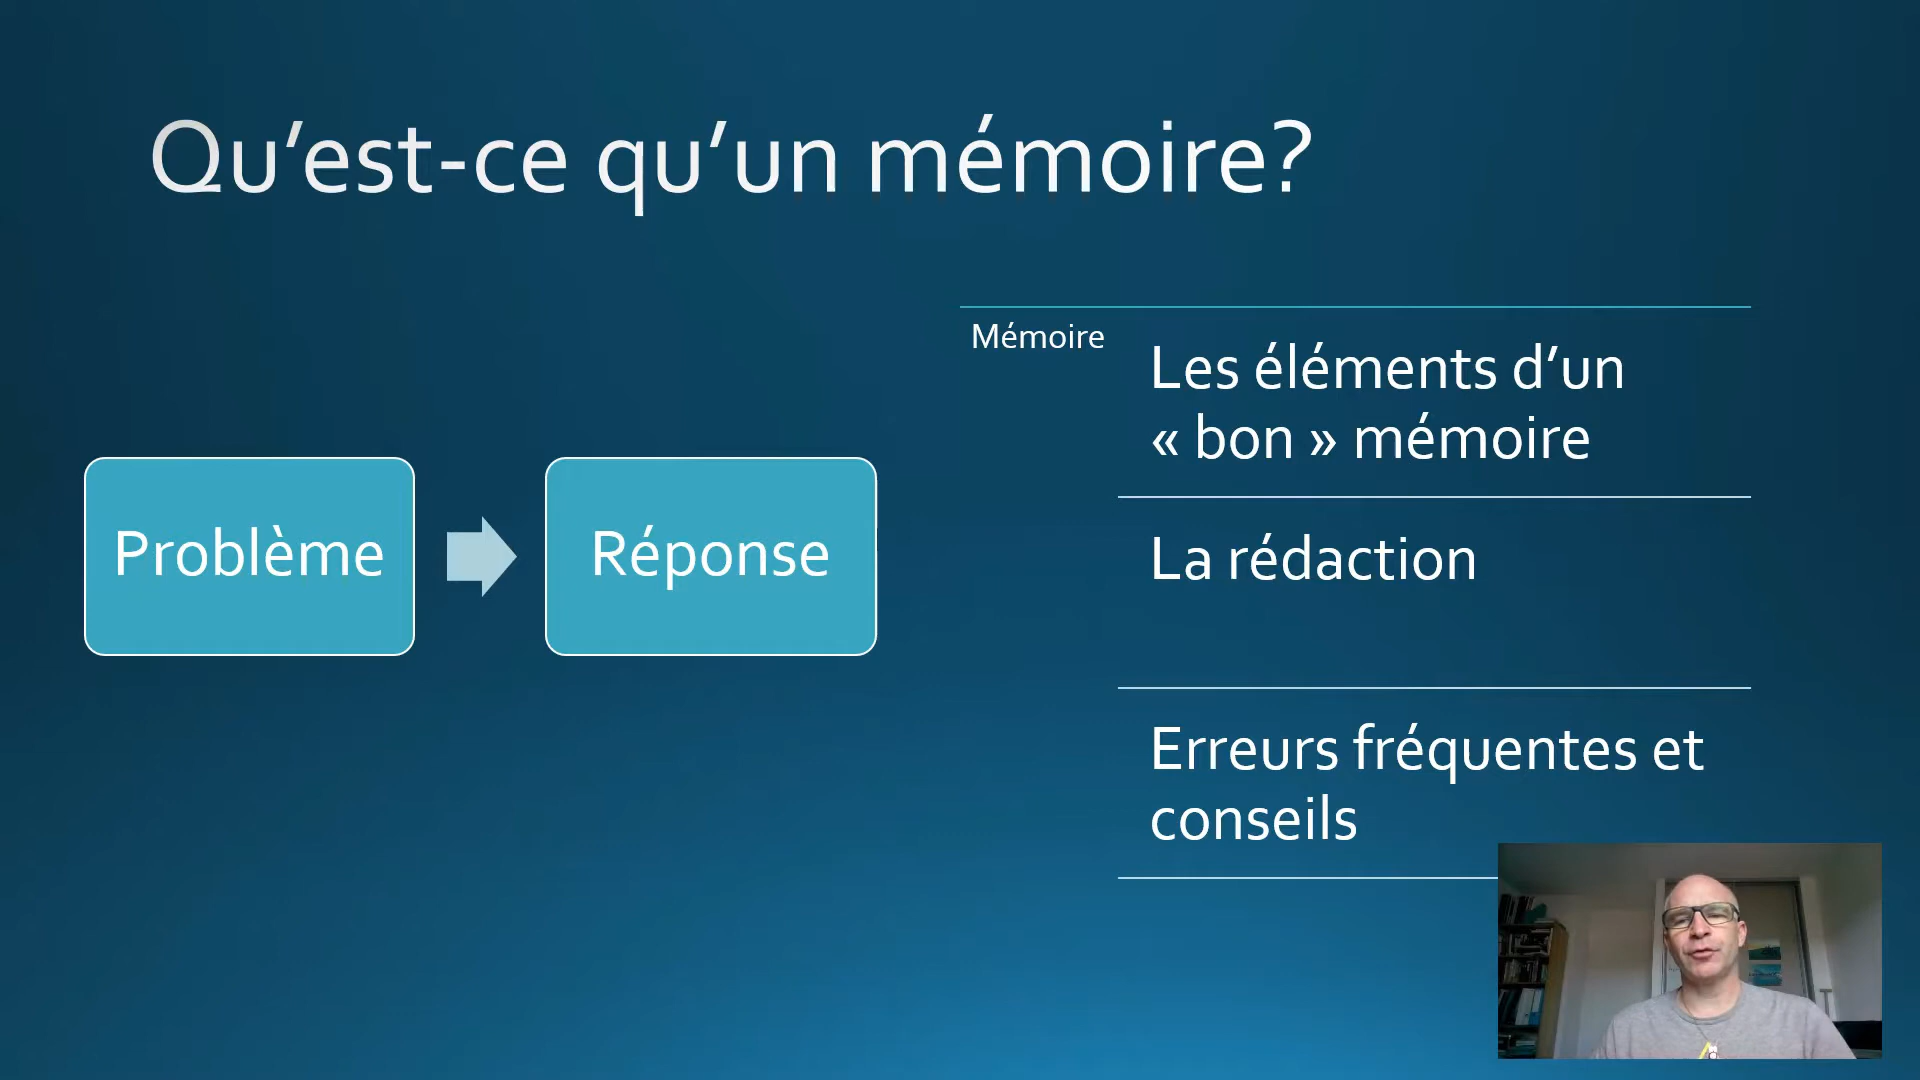 Qu’est-ce qu’un mémoire?
Problème
Réponse
Mémoire
Les éléments d’un
« bon » mémoire
La rédaction
Erreurs fréquentes et
conseils